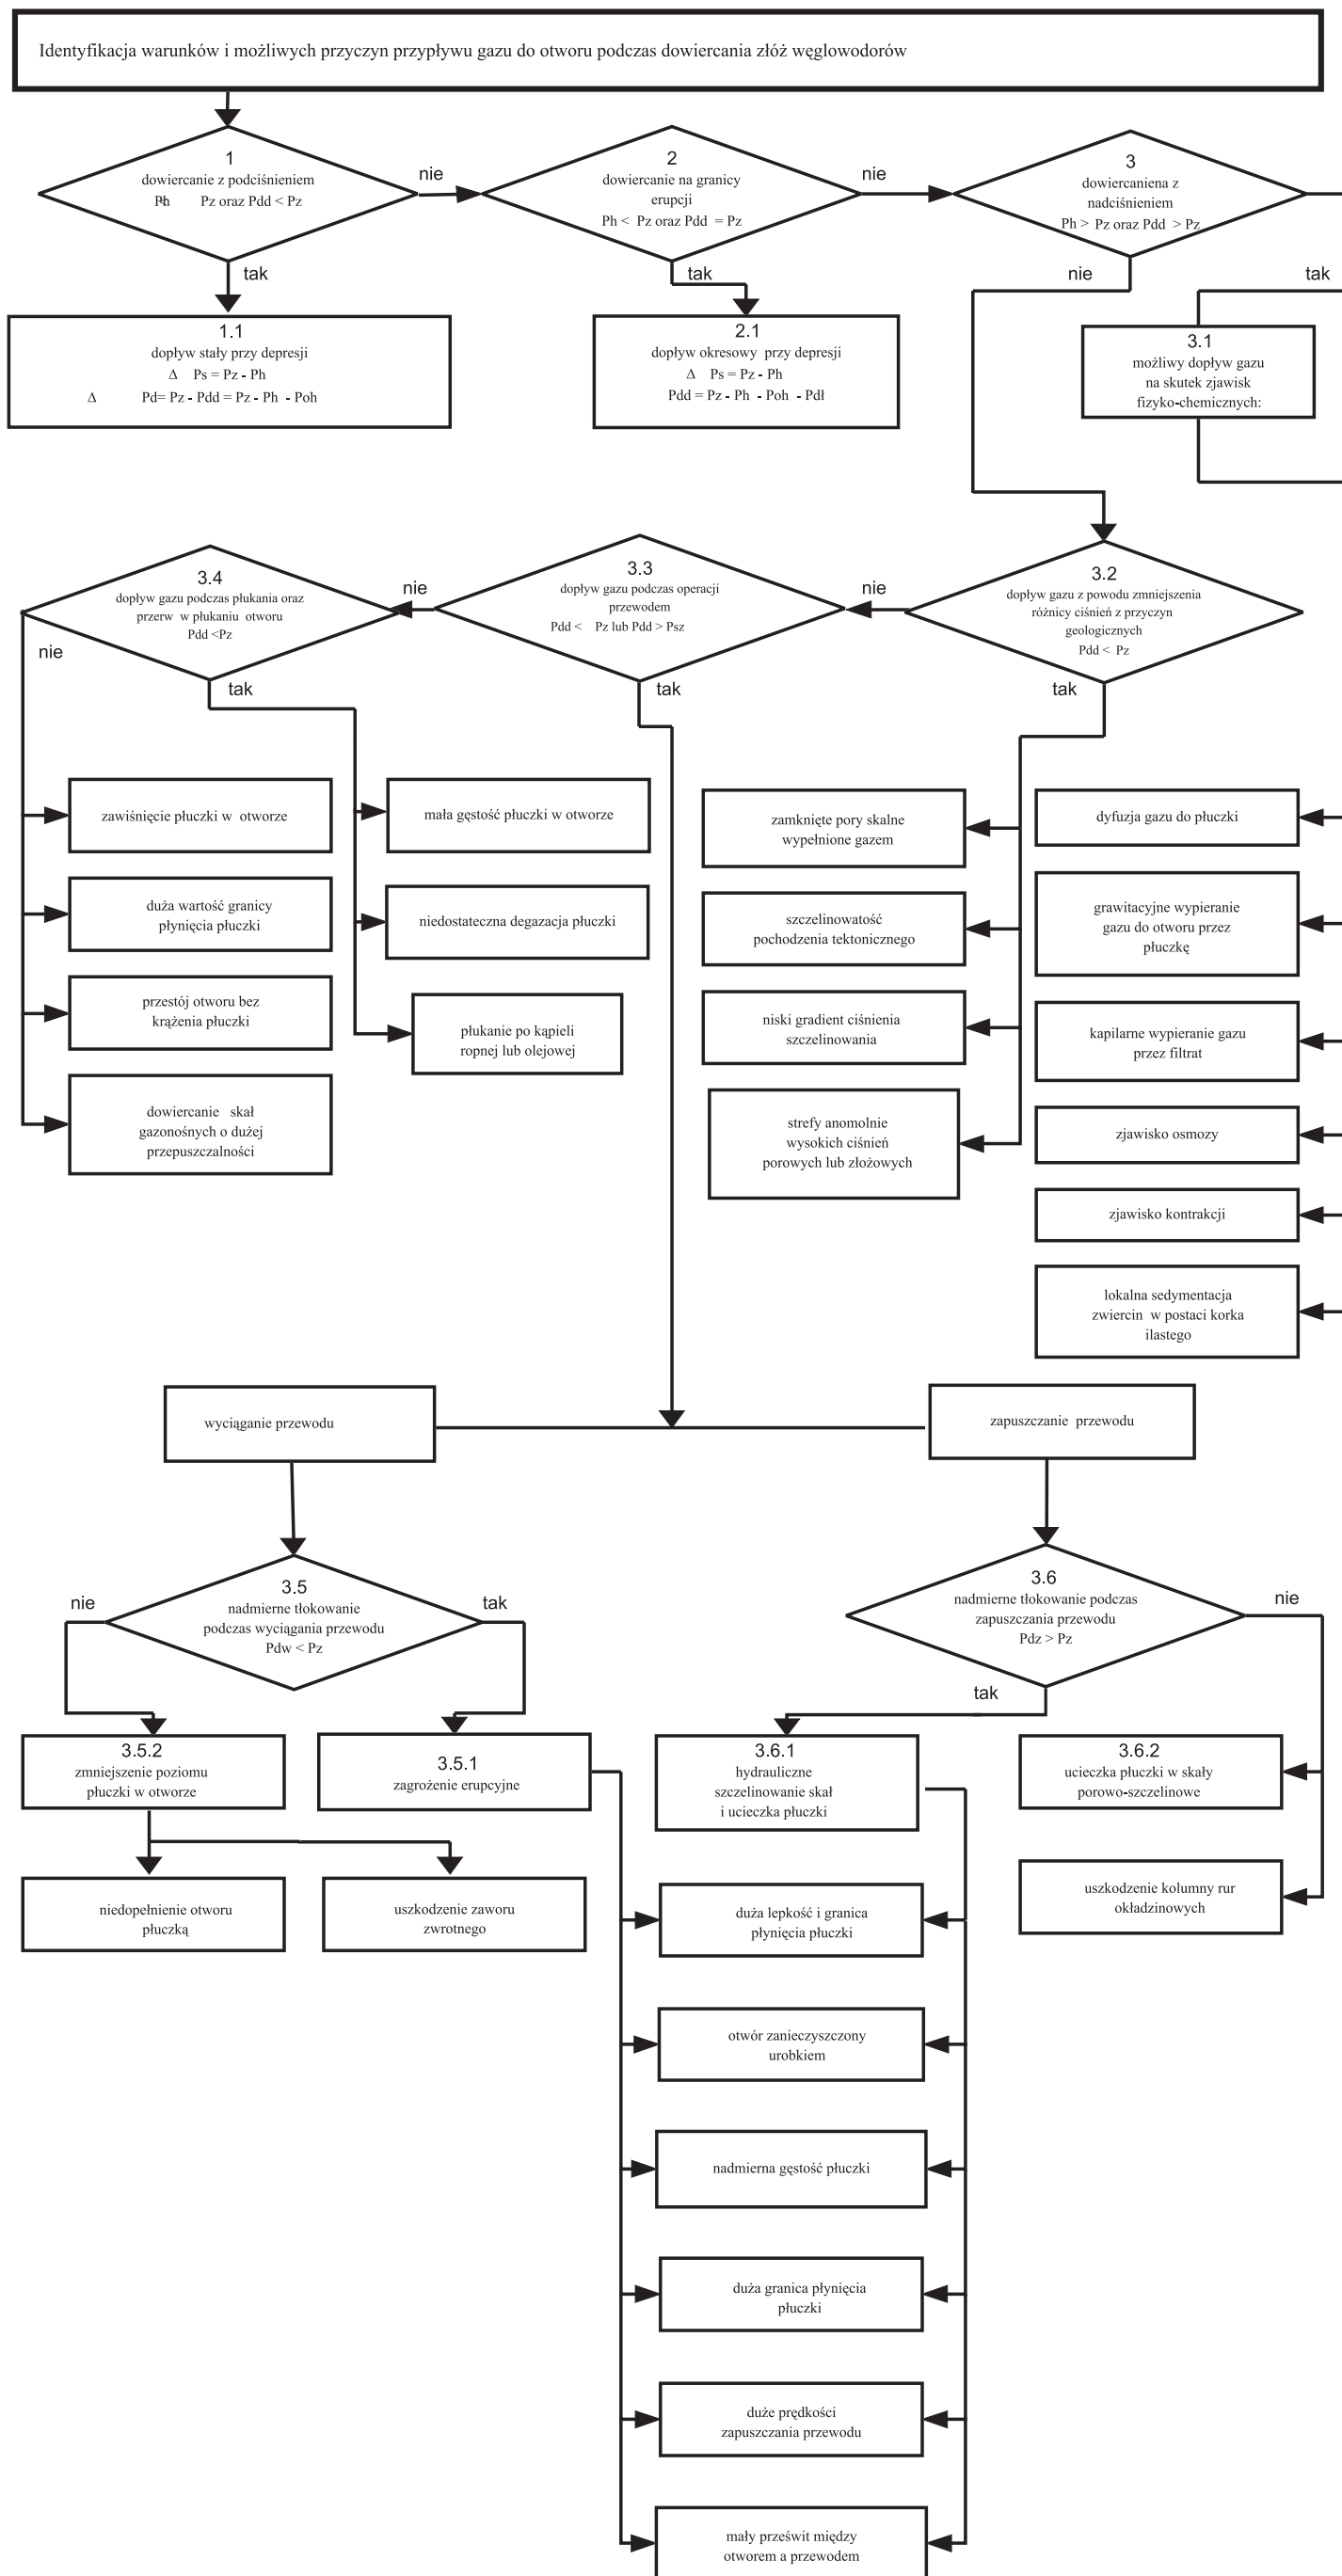 Identyfikacja warunków i możliwych przyczyn przypływu gazu do otworu podczas dowiercania złóż węglowodorów
1
dowiercanie z podciśnieniem
Ph Pz oraz Pdd < Pz
nie
tak
2
dowiercanie na granicy
erupcji
Ph < Pz oraz Pdd = Pz
nie
tak
3
dowiercaniena z
nadciśnieniem
Ph > Pz oraz Pdd > Pz
nie
tak
1.1
dopływ stały przy depresji
Δ Ps = Pz - Ph
Δ Pd= Pz - Pdd = Pz - Ph - Poh
2.1
dopływ okresowy przy depresji
Δ Ps = Pz - Ph
Pdd = Pz - Ph - Poh - Pdł
3.1
możliwy dopływ gazu
na skutek zjawisk
fizyko-chemicznych:
3.4
dopływ gazu podczas płukania oraz
przerw w płukaniu otworu
Pdd <Pz
nie
tak
nie
3.3
dopływ gazu podczas operacji
przewodem
Pdd < Pz lub Pdd > Psz
tak
nie
3.2
dopływ gazu z powodu zmniejszenia
różnicy ciśnień z przyczyn
geologicznych
Pdd < Pz
tak
zawiśnięcie płuczki w otworze
duża wartość granicy
płynięcia płuczki
przestój otworu bez
krążenia płuczki
dowiercanie skał
gazonośnych o dużej
przepuszczalności
mała gęstość płuczki w otworze
niedostateczna degazacja płuczki
płukanie po kąpieli
ropnej lub olejowej
zamknięte pory skalne
wypełnione gazem
szczelinowatość
pochodzenia tektonicznego
niski gradient ciśnienia
szczelinowania
strefy anomolnie
wysokich ciśnień
porowych lub złożowych
dyfuzja gazu do płuczki
grawitacyjne wypieranie
gazu do otworu przez
płuczkę
kapilarne wypieranie gazu
przez filtrat
zjawisko osmozy
zjawisko kontrakcji
lokalna sedymentacja
zwiercin w postaci korka
ilastego
wyciąganie przewodu
zapuszczanie przewodu
3.5
nadmierne tłokowanie
podczas wyciągania przewodu
Pdw < Pz
nie
tak
3.6
nadmierne tłokowanie podczas
zapuszczania przewodu
Pdz > Pz
nie
tak
3.5.2
zmniejszenie poziomu
płuczki w otworze
3.5.1
zagrożenie erupcyjne
3.6.1
hydrauliczne
szczelinowanie skał
i ucieczka płuczki
3.6.2
ucieczka płuczki w skały
porowo-szczelinowe
niedopełnienie otworu
płuczką
uszkodzenie zaworu
zwrotnego
uszkodzenie kolumny rur
okładzinowych
duża lepkość i granica
płynięcia płuczki
otwór zanieczyszczony
urobkiem
nadmierna gęstość płuczki
duża granica płynięcia
płuczki
duże prędkości
zapuszczania przewodu
mały prześwit między
otworem a przewodem